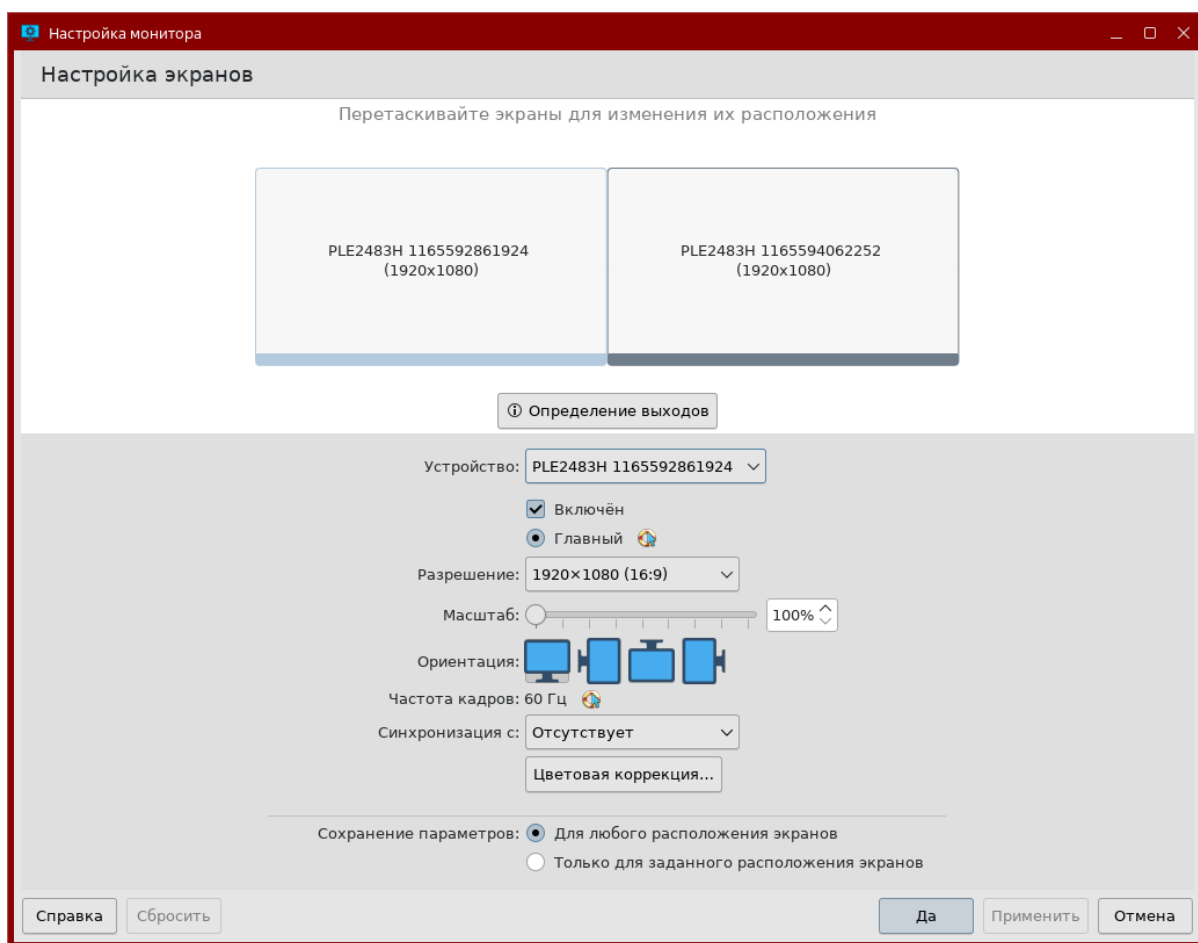 Настройка монитора
Настройка экранов
Перетаскивайте экраны для изменения их расположения
PLE2483H 1165592861924
(1920x1080)
PLE2483H 1165594062252
(1920x1080)
Определение выходов
Устройство: PLE2483H 1165592861924
Включён
Главный
Разрешение: 1920×1080 (16:9)
Масштаб: 100%
Ориентация:
Частота кадров: 60 Гц
Синхронизация с: Отсутствует
Цветовая коррекция...
Сохранение параметров: Для любого расположения экранов
Только для заданного расположения экранов
Справка Сбросить Да Применить Отмена